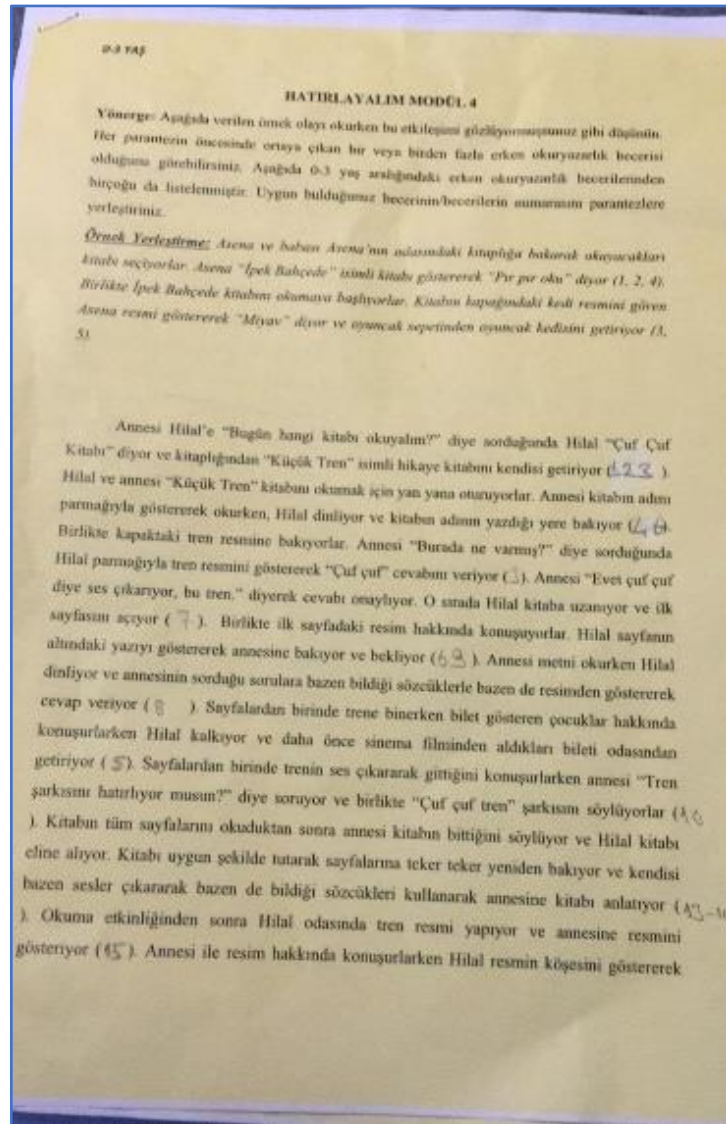 0-3 YAŞ
HATIRLAYALIM MODÜL 4
Yönerge: Aşağıda verilen örnek olayı okurken bu etkileşimi gözlüyormuşsunuz gibi düşünün.
Her parantezin öncesinde ortaya çıkan bir veya birden fazla erken okuryazarlık becerisi
olduğunu görebilirsiniz. Aşağıda 0-3 yaş aralığındaki erken okuryazarlık becerilerinden
birçoğu da listelenmiştir. Uygun bulduğunuz becerinin/becerilerin numarasını parantezlere
yerleştiriniz.
Örnek Yerleştirme: Asena ve babası Asena'nın odasındaki kitaplığa bakarak okuyacakları
kitabı seçiyorlar. Asena "İpek Bahçede" isimli kitabı göstererek "Pır pır oku" diyor (1, 2, 4).
Birlikte İpek Bahçede kitabını okumaya başlıyorlar. Kitabın kapağındaki kedi resmini gören
Asena resmi göstererek "Miyav" diyor ve oyuncak sepetinden oyuncak kedisini getiriyor (3,
5).
Annesi Hilal'e "Bugün hangi kitabı okuyalım?" diye sorduğunda Hilal "Çuf Çuf
Kitabı" diyor ve kitaplığından "Küçük Tren" isimli hikaye kitabını kendisi getiriyor ( ).
Hilal ve annesi "Küçük Tren" kitabını okumak için yan yana oturuyorlar. Annesi kitabın adını
parmağıyla göstererek okurken, Hilal dinliyor ve kitabın adının yazdığı yere bakıyor ( ).
Birlikte kapaktaki tren resmine bakıyorlar. Annesi "Burada ne varmış?" diye sorduğunda
Hilal parmağıyla tren resmini göstererek "Çuf çuf" cevabını veriyor (3). Annesi "Evet çuf çuf
diye ses çıkarıyor, bu tren." diyerek cevabı onaylıyor. O sırada Hilal kitaba uzanıyor ve ilk
sayfasını açıyor ( 7 ). Birlikte ilk sayfadaki resim hakkında konuşuyorlar. Hilal sayfanın
altındaki yazıyı göstererek annesine bakıyor ve bekliyor (69 ). Annesi metni okurken Hilal
dinliyor ve annesinin sorduğu sorulara bazen bildiği sözcüklerle bazen de resimden göstererek
cevap veriyor ( 8 ). Sayfalardan birinde trene binerken bilet gösteren çocuklar hakkında
konuşurlarken Hilal kalkıyor ve daha önce sinema filminden aldıkları bileti odasından
getiriyor ( 5). Sayfalardan birinde trenin ses çıkararak gittiğini konuşurlarken annesi "Tren
şarkısını hatırlıyor musun?" diye soruyor ve birlikte "Çuf çuf tren" şarkısını söylüyorlar (10
). Kitabın tüm sayfalarını okuduktan sonra annesi kitabın bittiğini söylüyor ve Hilal kitabı
eline alıyor. Kitabı uygun şekilde tutarak sayfalarına teker teker yeniden bakıyor ve kendisi
bazen sesler çıkararak bazen de bildiği sözcükleri kullanarak annesine kitabı anlatıyor (
). Okuma etkinliğinden sonra Hilal odasında tren resmi yapıyor ve annesine resmini
gösteriyor (15 ). Annesi ile resim hakkında konuşurlarken Hilal resmin köşesini göstererek